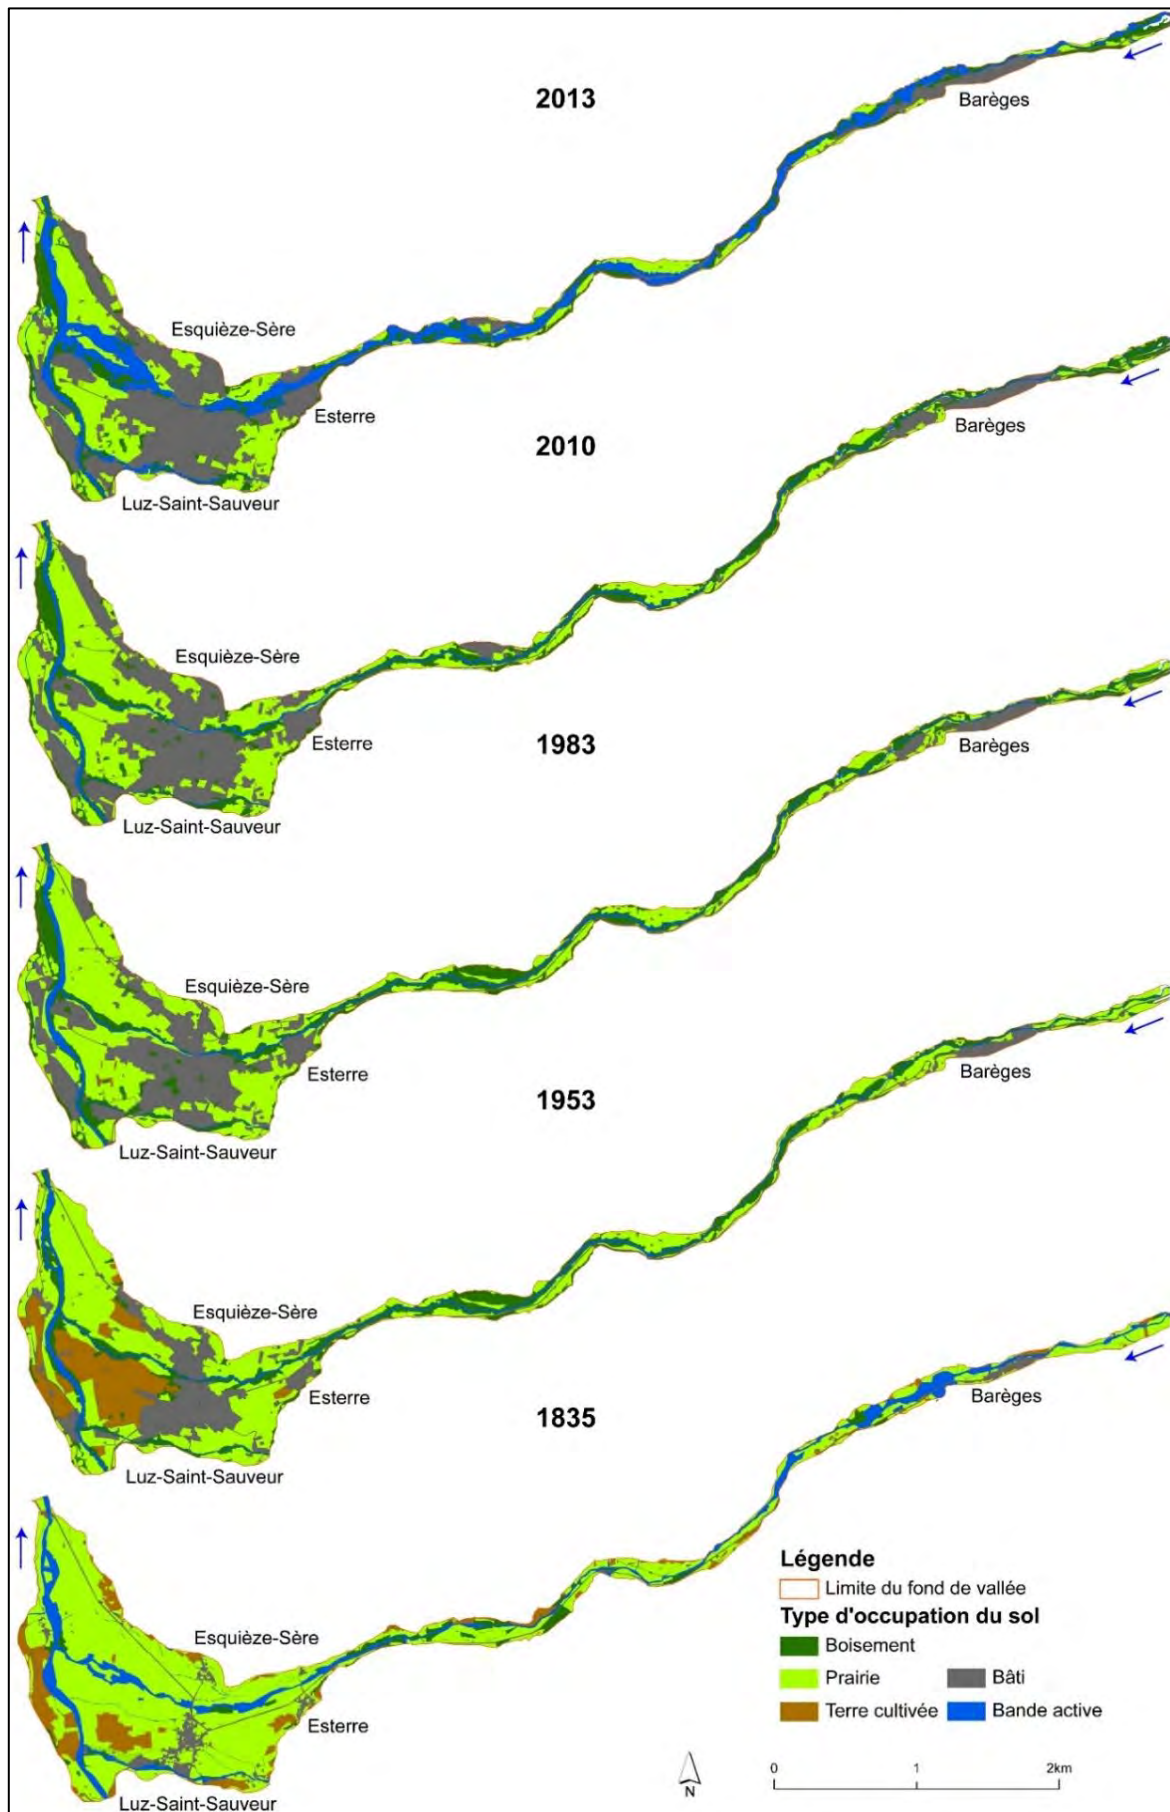 2013
Barèges
Esquièze-Sère
Esterre
Luz-Saint-Sauveur
2010
Barèges
Esquièze-Sère
Esterre
Luz-Saint-Sauveur
1983
Barèges
Esquièze-Sère
Esterre
Luz-Saint-Sauveur
1953
Barèges
Esquièze-Sère
Esterre
Luz-Saint-Sauveur
1835
Barèges
Esquièze-Sère
Esterre
Luz-Saint-Sauveur
Légende
Limite du fond de vallée
Type d'occupation du sol
Boisement
Prairie Bâti
Terre cultivée Bande active
N
0 1 2km